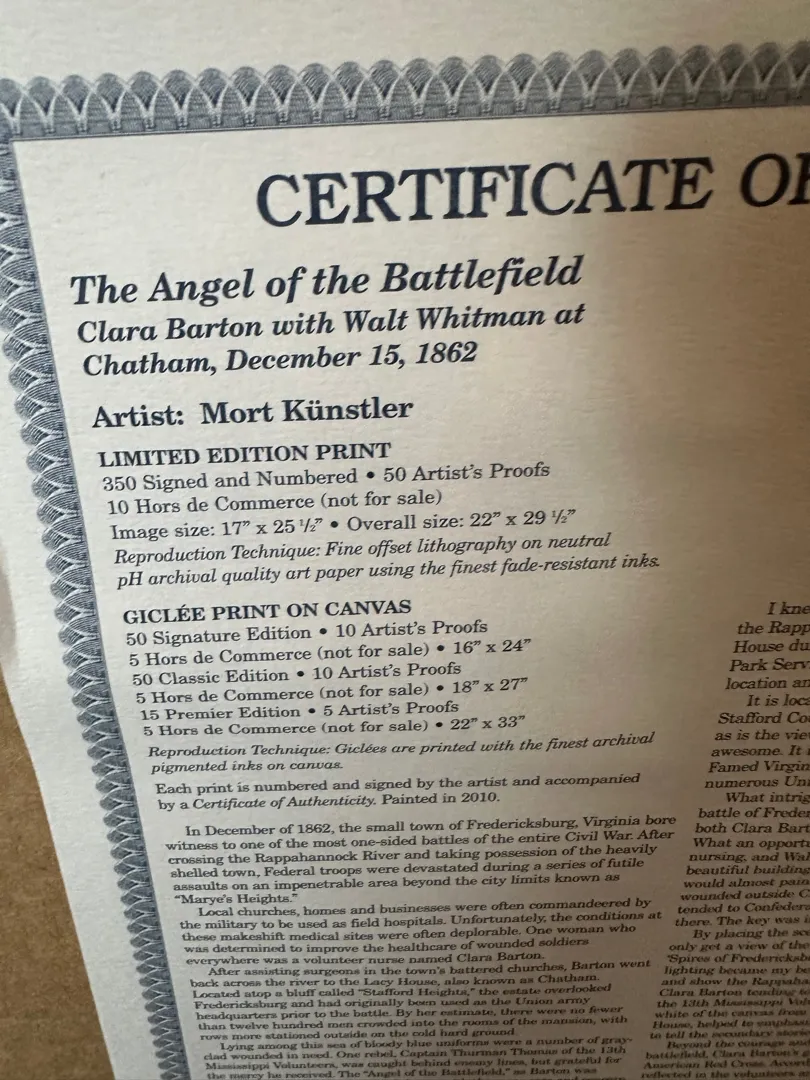 CERTIFICATE OF
The Angel of the Battlefield
Clara Barton with Walt Whitman at
Chatham, December 15, 1862
Artist: Mort Künstler
LIMITED EDITION PRINT
350 Signed and Numbered • 50 Artist's Proofs
10 Hors de Commerce (not for sale)
Image size: 17" x 25 ½" • Overall size: 22" x 29 ½"
Reproduction Technique: Fine offset lithography on neutral
pH archival quality art paper using the finest fade-resistant inks.
GICLÉE PRINT ON CANVAS
50 Signature Edition • 10 Artist's Proofs
5 Hors de Commerce (not for sale) • 16" x 24"
50 Classic Edition • 10 Artist's Proofs
5 Hors de Commerce (not for sale) • 18" x 27"
15 Premier Edition • 5 Artist's Proofs
5 Hors de Commerce (not for sale) • 22" x 33"
Reproduction Technique: Giclées are printed with the finest archival
pigmented inks on canvas.
Each print is numbered and signed by the artist and accompanied
by a Certificate of Authenticity. Painted in 2010.
In December of 1862, the small town of Fredericksburg, Virginia bore
witness to one of the most one-sided battles of the entire Civil War. After
crossing the Rappahannock River and taking possession of the heavily
shelled town, Federal troops were devastated during a series of futile
assaults on an impenetrable area beyond the city limits known as
"Marye's Heights."
Local churches, homes and businesses were often commandeered by
the military to be used as field hospitals. Unfortunately, the conditions at
these makeshift medical sites were often deplorable. One woman who
was determined to improve the healthcare of wounded soldiers
everywhere was a volunteer nurse named Clara Barton.
After assisting surgeons in the town's battered churches, Barton went
back across the river to the Lacy House, also known as Chatham.
Located atop a bluff called "Stafford Heights," the estate overlooked
Fredericksburg and had originally been used as the Union army
headquarters prior to the battle. By her estimate, there were no fewer
than twelve hundred men crowded into the rooms of the mansion, with
rows more stationed outside on the cold hard ground.
Lying among this sea of bloody blue uniforms were a number of gray-
clad wounded in need. One rebel, Captain Thurman Thomas of the 13th
Mississippi Volunteers, was caught behind enemy lines, but grateful for
the mercy he received. The "Angel of the Battlefield," as Barton was
I kne
the Rapp
House du
Park Serv
location an
It is loca
Stafford Co
as is the vie
awesome. It
Famed Virgin
numerous Un
What intrig
battle of Freder
both Clara Bart
What an opport
nursing, and Wal
beautiful building
would almost pain
wounded outside C
tended to Confedera
there. The key was i
By placing the sc
only get a view of the
"Spires of Fredericksb
lighting became my be
and show the Rappaha
Clara Barton tending to
the 13th Mississippi Vol
white of the canvas from
House, helped to emphas
to tell the secondary stories
Beyond the courage and
battlefield, Clara Barton's
American Red Cross.
reflected in the volunteers